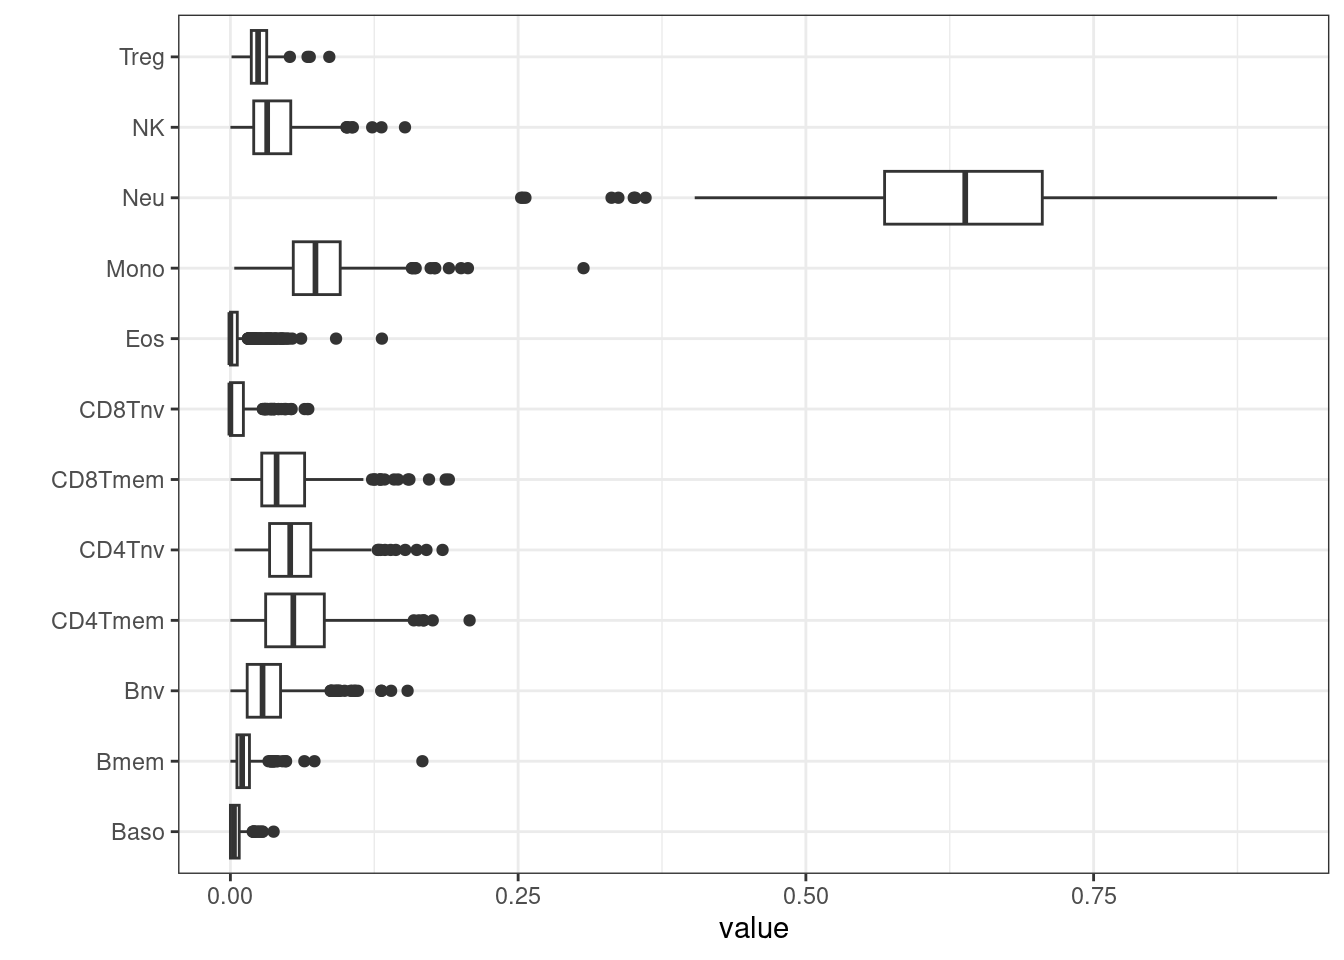 Treg
NK
Neu
Mono
Eos
CD8Tnv
CD8Tmem
CD4Tnv
CD4Tmem
Bnv
Bmem
Baso
0.00 0.25 0.50 0.75
value